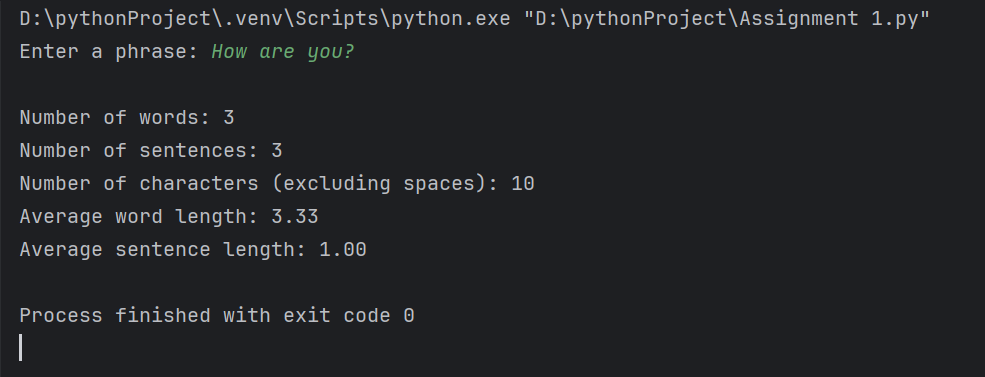 D:\pythonProject\.venv\Scripts\python.exe "D:\pythonProject\Assignment 1.py"
Enter a phrase: How are you?
Number of words: 3
Number of sentences: 3
Number of characters (excluding spaces): 10
Average word length: 3.33
Average sentence length: 1.00
Process finished with exit code 0